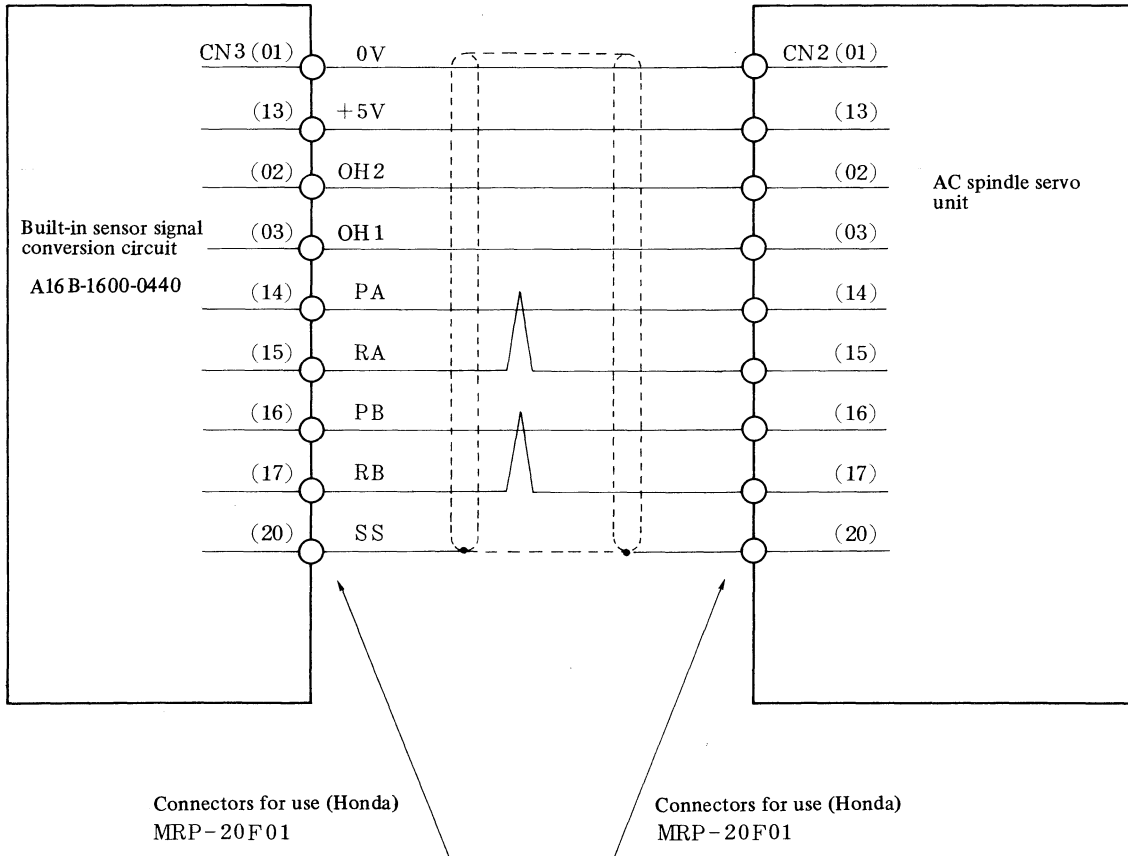 CN3 (01) 0V CN2 (01)
(13) +5V (13)
(02) OH2 (02)
AC spindle servo
unit
Built-in sensor signal
conversion circuit
(03) OH1 (03)
A16B-1600-0440
(14) PA (14)
(15) RA (15)
(16) PB (16)
(17) RB (17)
(20) SS (20)
Connectors for use (Honda)
MRP-20F01
Connectors for use (Honda)
MRP-20F01